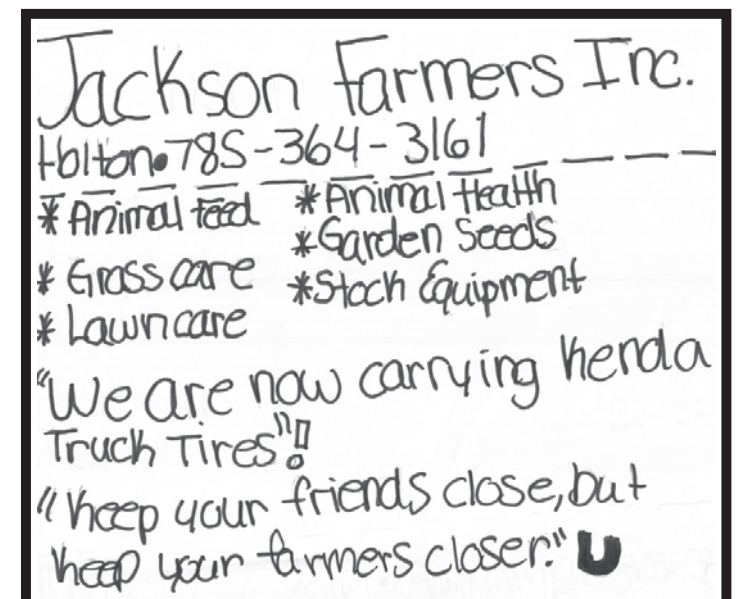 Jackson Farmers Inc.
Holton•785-364-3161
* Animal feed
* Animal Health
* Garden Seeds
* Grass care
* Stock Equipment
* Lawn care
"We are now carrying Kenda
Truck Tires"!
"Keep your friends close, but
keep your farmers closer."